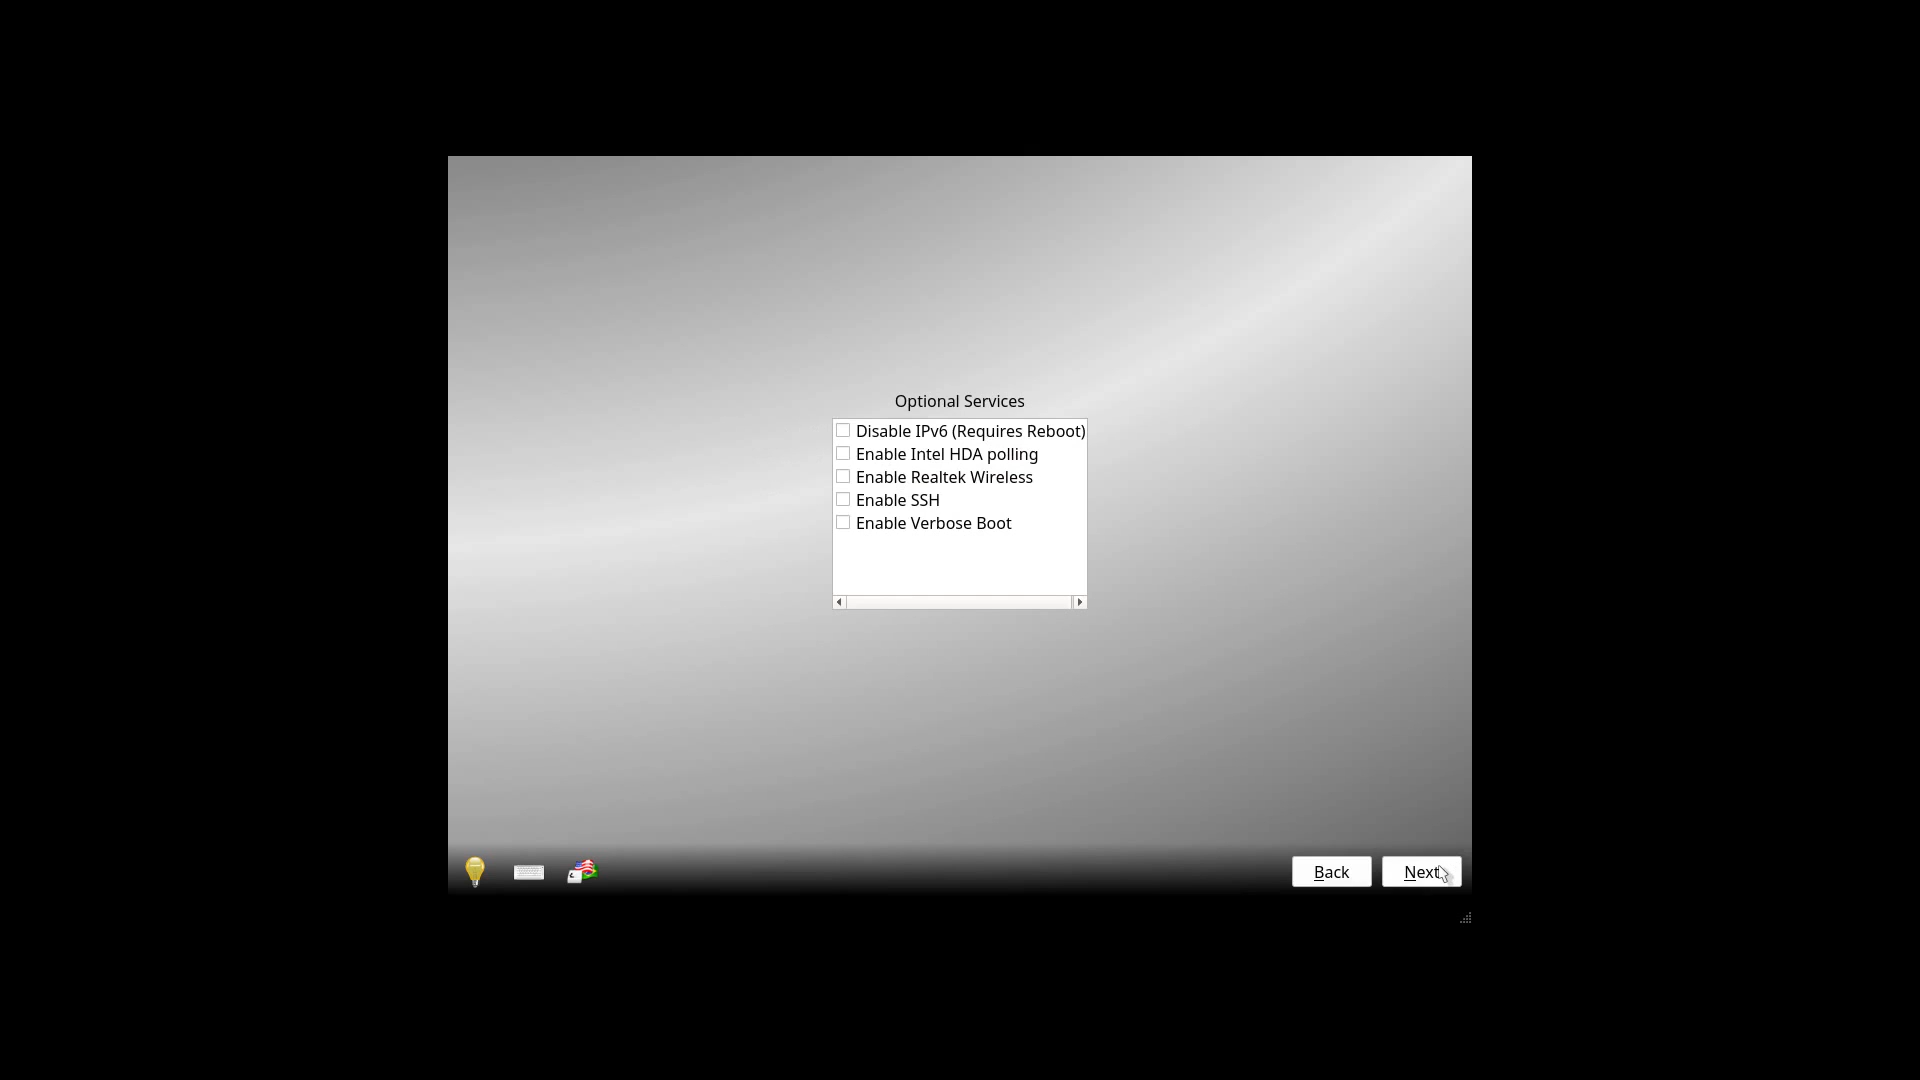 Optional Services
Disable IPv6 (Requires Reboot)
Enable Intel HDA polling
Enable Realtek Wireless
Enable SSH
Enable Verbose Boot
Back
Next